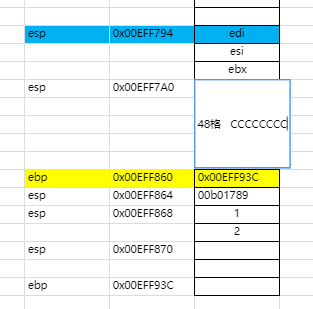 esp 0x00EFF794 edi
esi
ebx
esp 0x00EFF7A0
48格 CCCCCCCC
ebp 0x00EFF860 0x00EFF93C
esp 0x00EFF864 00b01789
esp 0x00EFF868 1
2
esp 0x00EFF870
ebp 0x00EFF93C